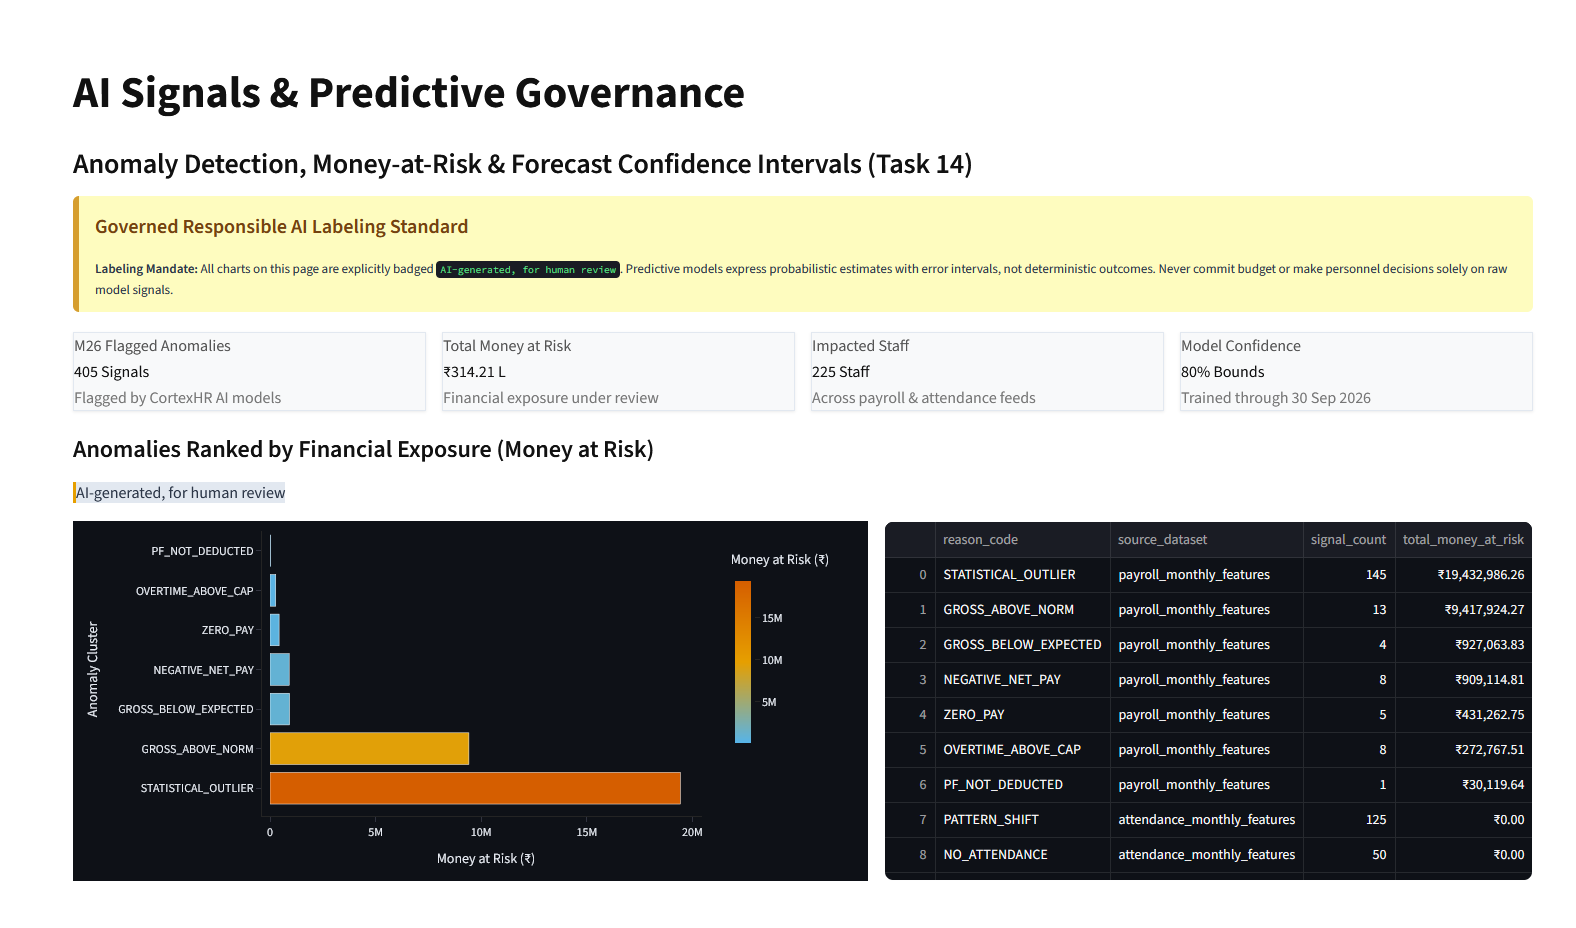 AI Signals & Predictive Governance
Anomaly Detection, Money-at-Risk & Forecast Confidence Intervals (Task 14)
Governed Responsible AI Labeling Standard
Labeling Mandate: All charts on this page are explicitly badged AI-generated, for human review. Predictive models express probabilistic estimates with error intervals, not deterministic outcomes. Never commit budget or make personnel decisions solely on raw
model signals.
M26 Flagged Anomalies
405 Signals
Flagged by CortexHR AI models
Total Money at Risk
₹314.21 L
Financial exposure under review
Impacted Staff
225 Staff
Across payroll & attendance feeds
Model Confidence
80% Bounds
Trained through 30 Sep 2026
Anomalies Ranked by Financial Exposure (Money at Risk)
AI-generated, for human review
Anomaly Cluster
PF_NOT_DEDUCTED
OVERTIME_ABOVE_CAP
ZERO_PAY
NEGATIVE_NET_PAY
GROSS_BELOW_EXPECTED
GROSS_ABOVE_NORM
STATISTICAL_OUTLIER
0 5M 10M 15M 20M
Money at Risk (₹)
Money at Risk (₹)
15M
10M
5M
reason_code source_dataset signal_count total_money_at_risk
0 STATISTICAL_OUTLIER payroll_monthly_features 145 ₹19,432,986.26
1 GROSS_ABOVE_NORM payroll_monthly_features 13 ₹9,417,924.27
2 GROSS_BELOW_EXPECTED payroll_monthly_features 4 ₹927,063.83
3 NEGATIVE_NET_PAY payroll_monthly_features 8 ₹909,114.81
4 ZERO_PAY payroll_monthly_features 5 ₹431,262.75
5 OVERTIME_ABOVE_CAP payroll_monthly_features 8 ₹272,767.51
6 PF_NOT_DEDUCTED payroll_monthly_features 1 ₹30,119.64
7 PATTERN_SHIFT attendance_monthly_features 125 ₹0.00
8 NO_ATTENDANCE attendance_monthly_features 50 ₹0.00